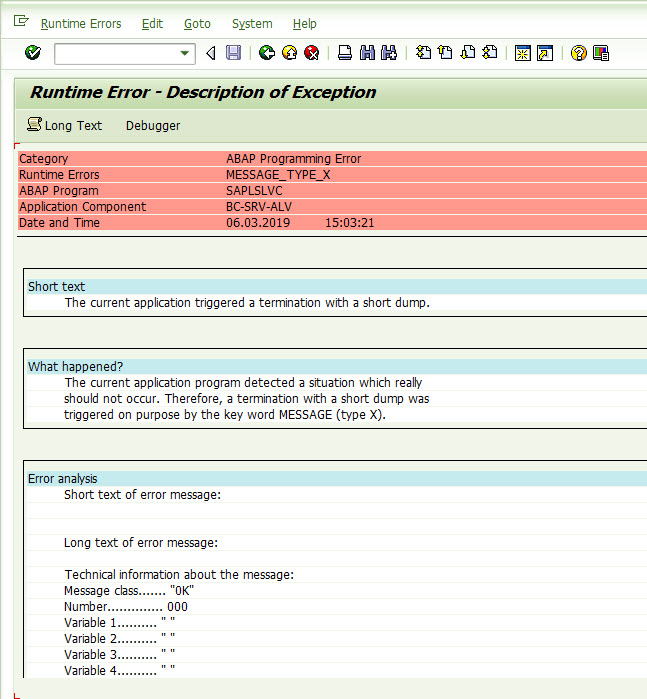 Runtime Errors Edit Goto System Help
Runtime Error - Description of Exception
Long Text Debugger
Category ABAP Programming Error
Runtime Errors MESSAGE_TYPE_X
ABAP Program SAPLSLVC
Application Component BC-SRV-ALV
Date and Time 06.03.2019 15:03:21
Short text
The current application triggered a termination with a short dump.
What happened?
The current application program detected a situation which really
should not occur. Therefore, a termination with a short dump was
triggered on purpose by the key word MESSAGE (type X).
Error analysis
Short text of error message:
Long text of error message:
Technical information about the message:
Message class....... "0K"
Number.............. 000
Variable 1.......... " "
Variable 2.......... " "
Variable 3.......... " "
Variable 4.......... " "